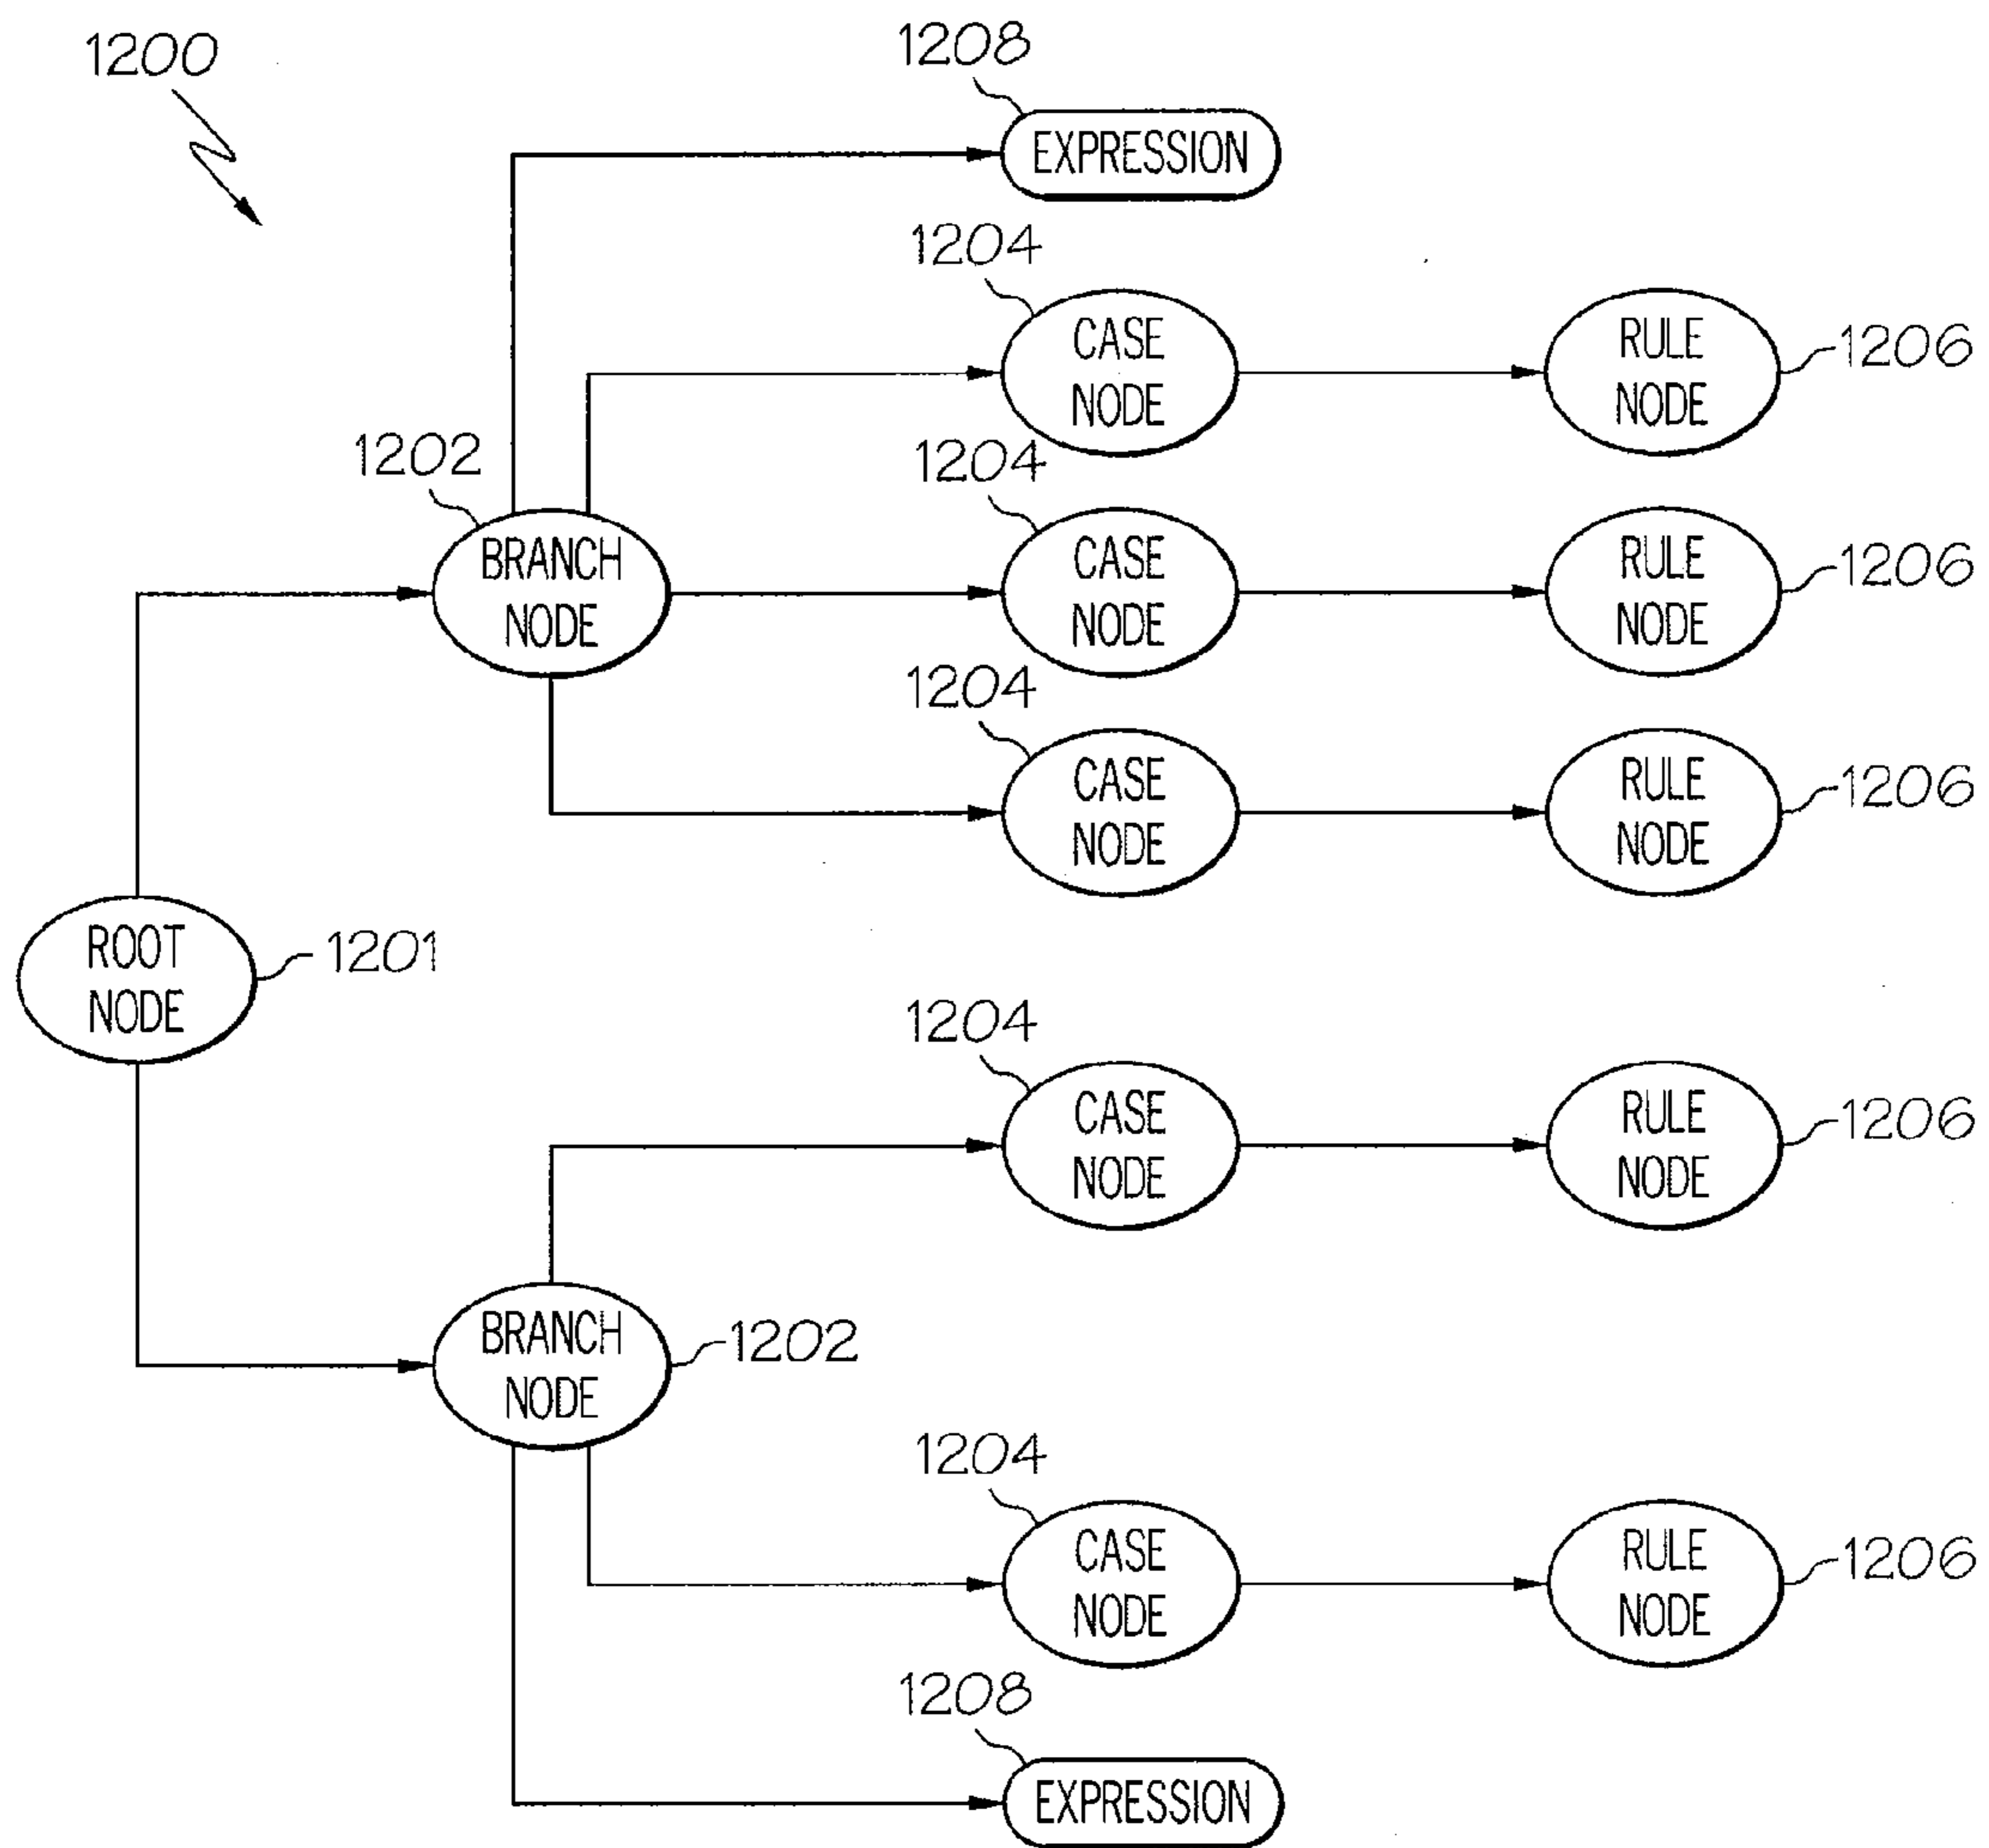 1200
1208
EXPRESSION
1204
CASE
NODE
RULE
NODE
1206
1202
BRANCH
NODE
1204
CASE
NODE
RULE
NODE
1206
1204
CASE
NODE
RULE
NODE
1206
ROOT
NODE
1201
1204
CASE
NODE
RULE
NODE
1206
BRANCH
NODE
1202
1204
CASE
NODE
RULE
NODE
1206
1208
EXPRESSION